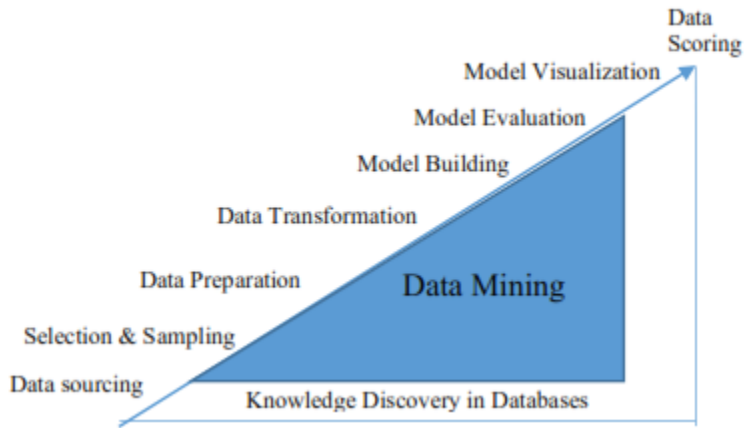 Data
Scoring
Model Visualization
Model Evaluation
Model Building
Data Transformation
Data Preparation
Data Mining
Selection & Sampling
Data sourcing
Knowledge Discovery in Databases